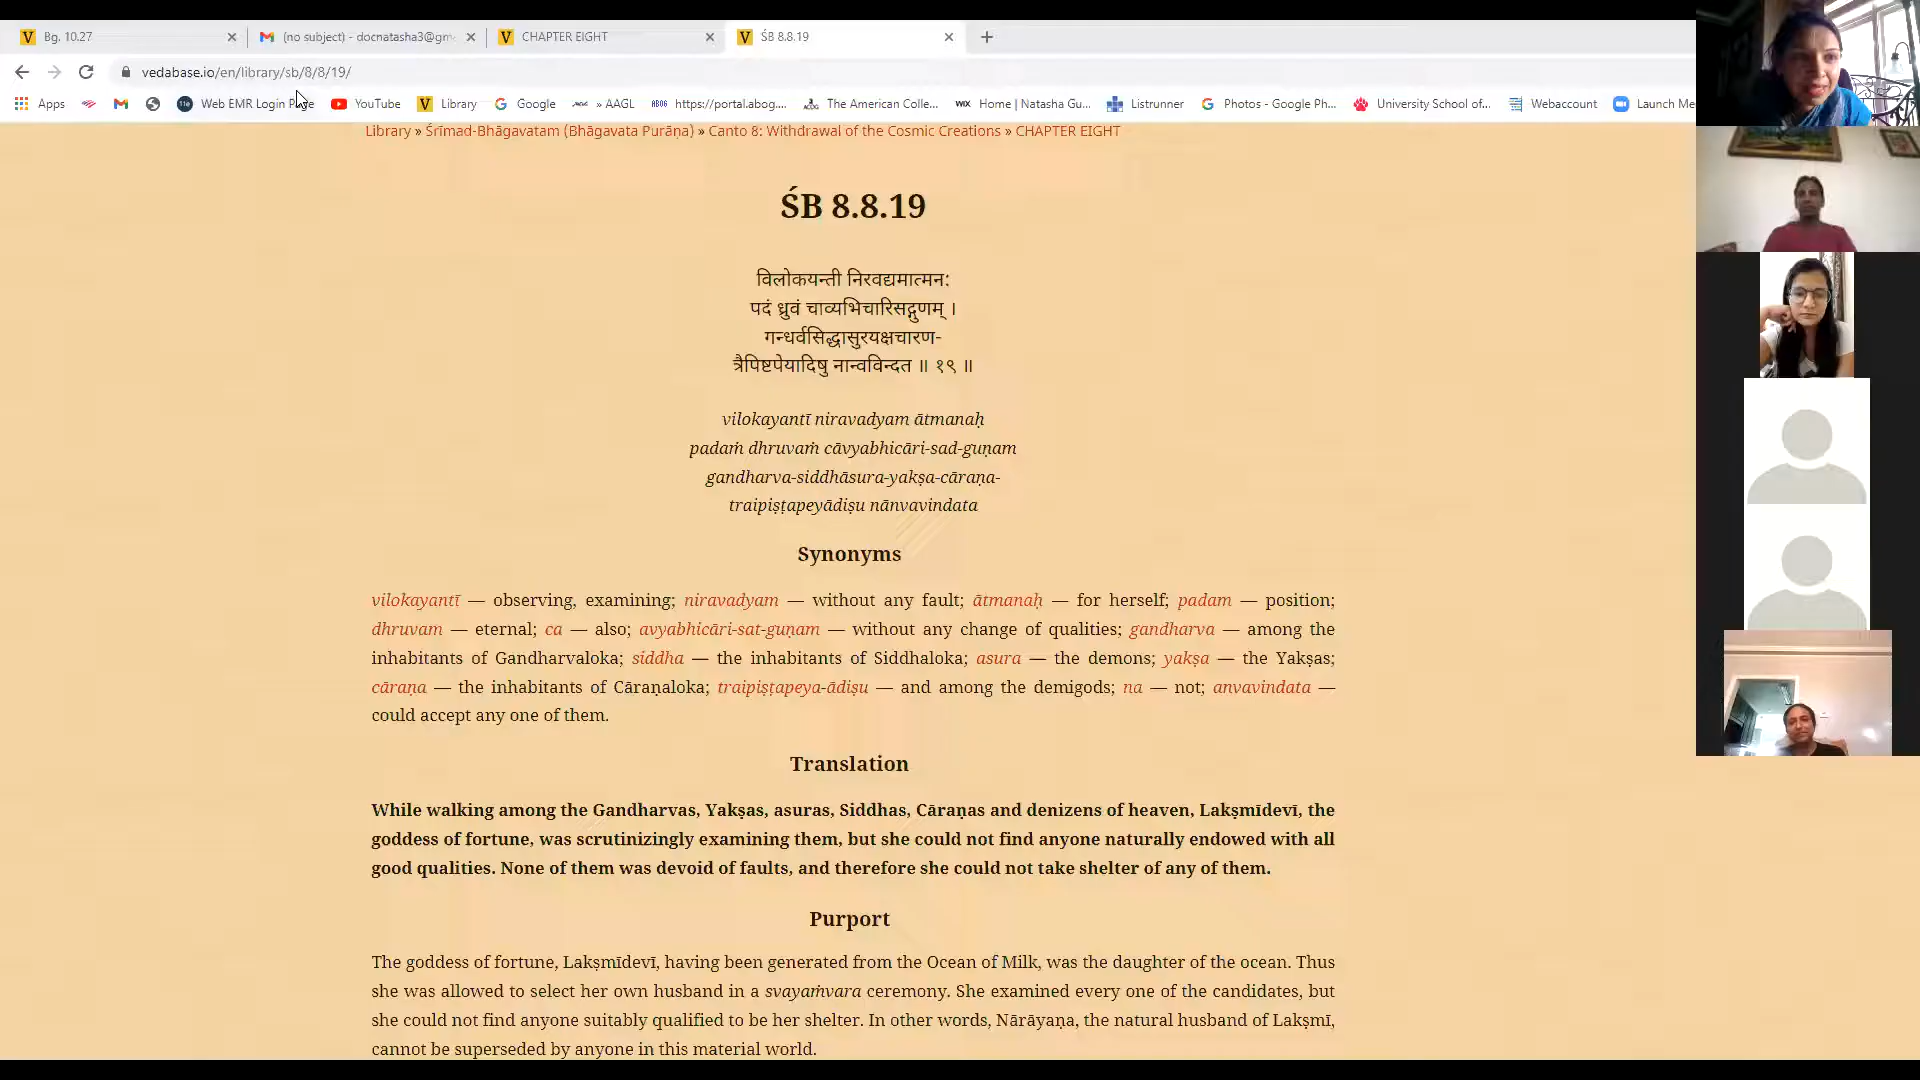 Bg. 10.27
(no subject) - docnatasha3@gm
CHAPTER EIGHT
ŚB 8.8.19
vedabase.io/en/library/sb/8/8/19/
Apps
Web EMR Login Page
YouTube
Library
Google
» AAGL
https://portal.abog....
The American Colle...
Home | Natasha Gu...
Listrunner
Photos - Google Ph...
University School of...
Webaccount
Launch Me
Library » Śrīmad-Bhāgavatam (Bhāgavata Purāṇa) » Canto 8: Withdrawal of the Cosmic Creations » CHAPTER EIGHT
ŚB 8.8.19
विलोकयन्ती निरवद्यमात्मन:
पदं ध्रुवं चाव्यभिचारिसद्गुणम् ।
गन्धर्वसिद्धासुरयक्षचारण-
त्रैपिष्टपेयादिषु नान्वविन्दत ॥ १९ ॥
vilokayantī niravadyam ātmanaḥ
padaṁ dhruvaṁ cāvyabhicāri-sad-guṇam
gandharva-siddhāsura-yakṣa-cāraṇa-
traipiṣṭapeyādiṣu nānvavindata
Synonyms
vilokayantī — observing, examining; niravadyam — without any fault; ātmanaḥ — for herself; padam — position;
dhruvam — eternal; ca — also; avyabhicāri-sat-guṇam — without any change of qualities; gandharva — among the
inhabitants of Gandharvaloka; siddha — the inhabitants of Siddhaloka; asura — the demons; yakṣa — the Yakṣas;
cāraṇa — the inhabitants of Cāraṇaloka; traipiṣṭapeya-ādiṣu — and among the demigods; na — not; anvavindata —
could accept any one of them.
Translation
While walking among the Gandharvas, Yakṣas, asuras, Siddhas, Cāraṇas and denizens of heaven, Lakṣmīdevī, the
goddess of fortune, was scrutinizingly examining them, but she could not find anyone naturally endowed with all
good qualities. None of them was devoid of faults, and therefore she could not take shelter of any of them.
Purport
The goddess of fortune, Lakṣmīdevī, having been generated from the Ocean of Milk, was the daughter of the ocean. Thus
she was allowed to select her own husband in a svayaṁvara ceremony. She examined every one of the candidates, but
she could not find anyone suitably qualified to be her shelter. In other words, Nārāyaṇa, the natural husband of Lakṣmī,
cannot be superseded by anyone in this material world.